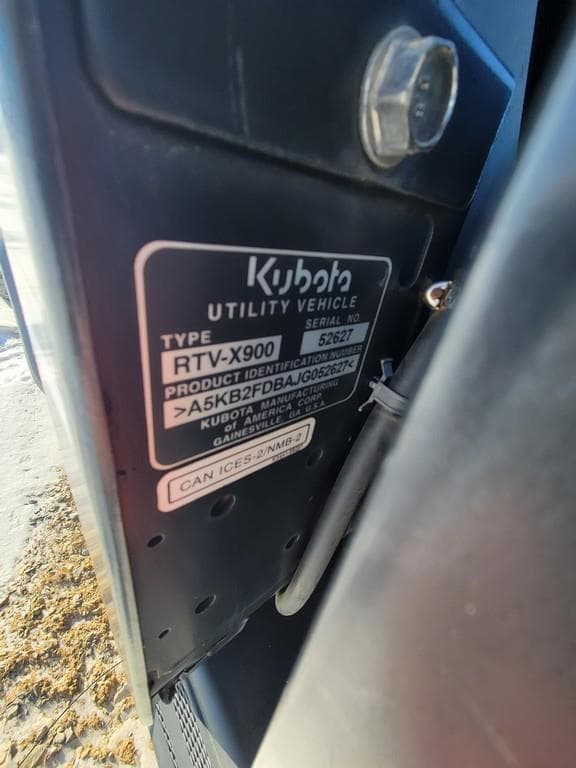 Kubota
UTILITY VEHICLE
TYPE
SERIAL NO.
RTV-X900
52627
PRODUCT IDENTIFICATION NUMBER
>A5KB2FDBAJG052627<
KUBOTA MANUFACTURING
of AMERICA CORP.
GAINESVILLE, GA U.S.A.
CAN ICES-2/NMB-2